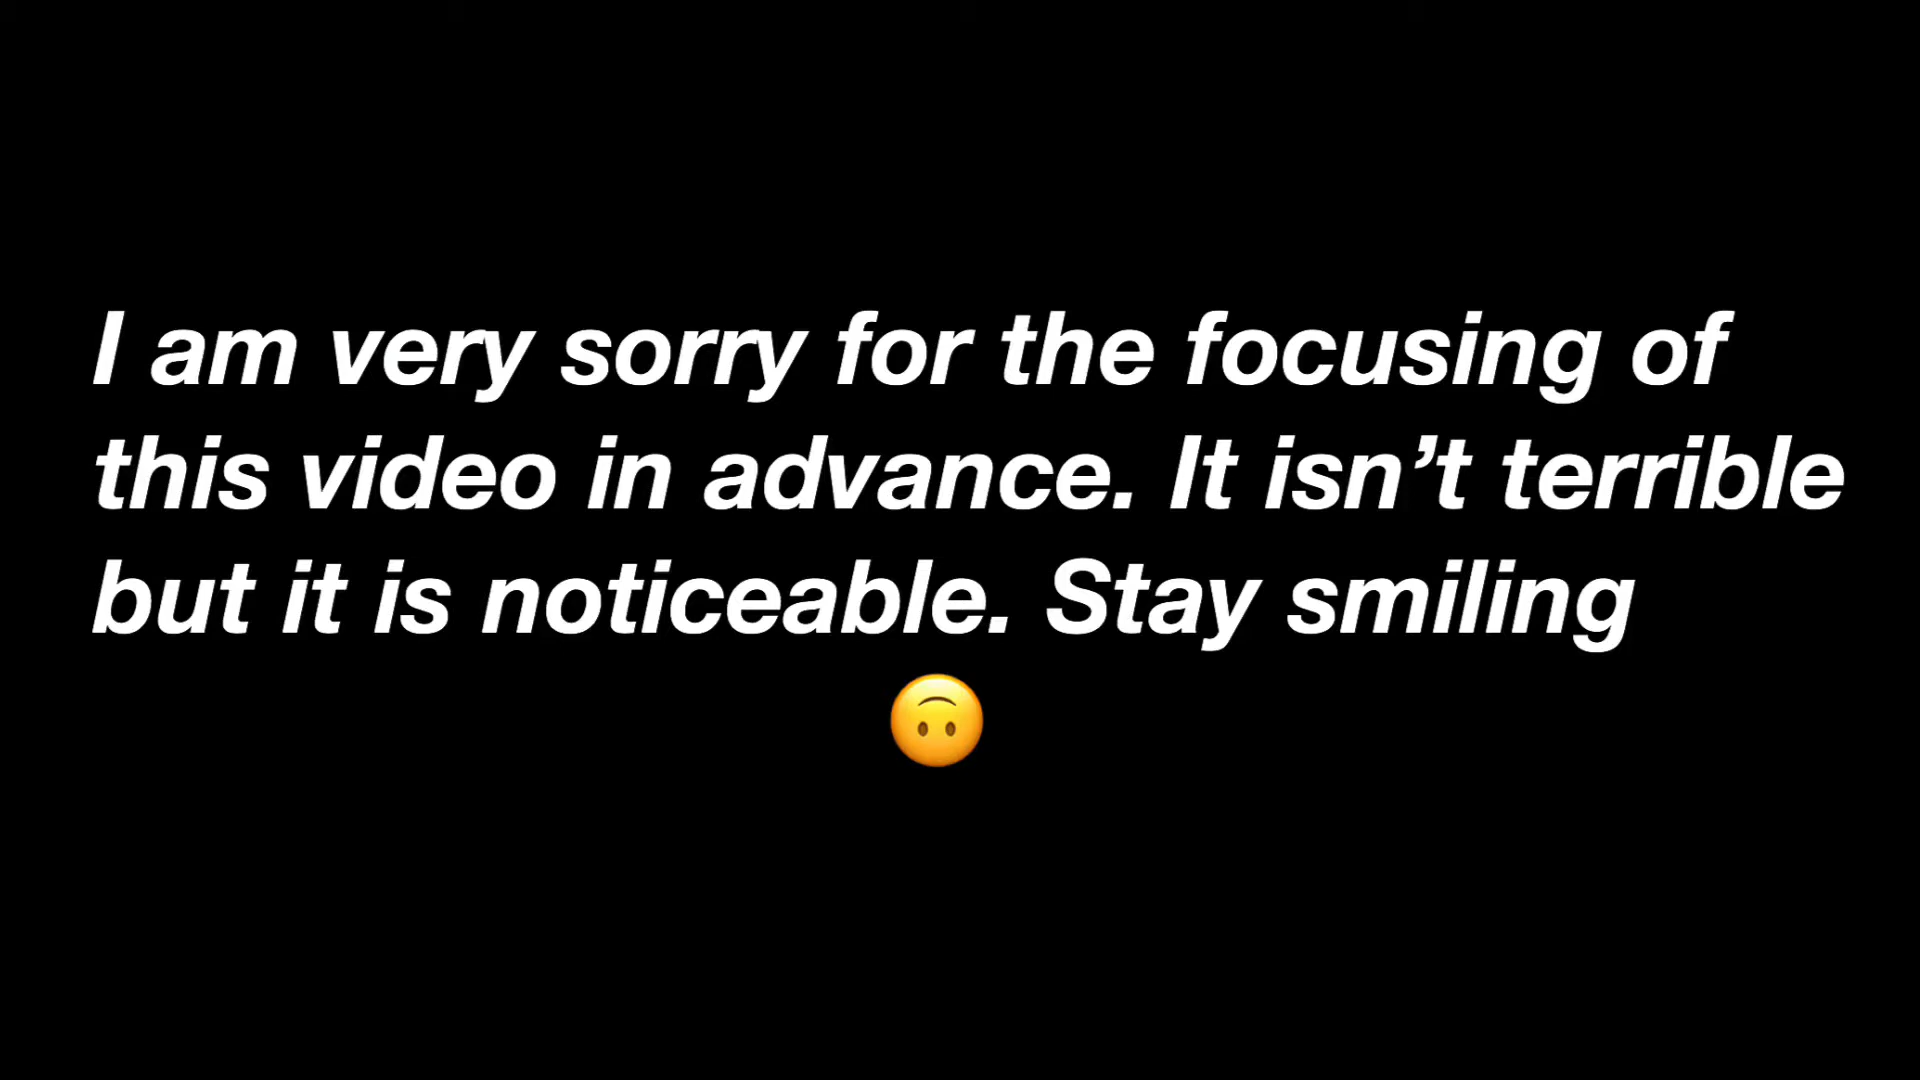 I am very sorry for the focusing of
this video in advance. It isn’t terrible
but it is noticeable. Stay smiling
🙃